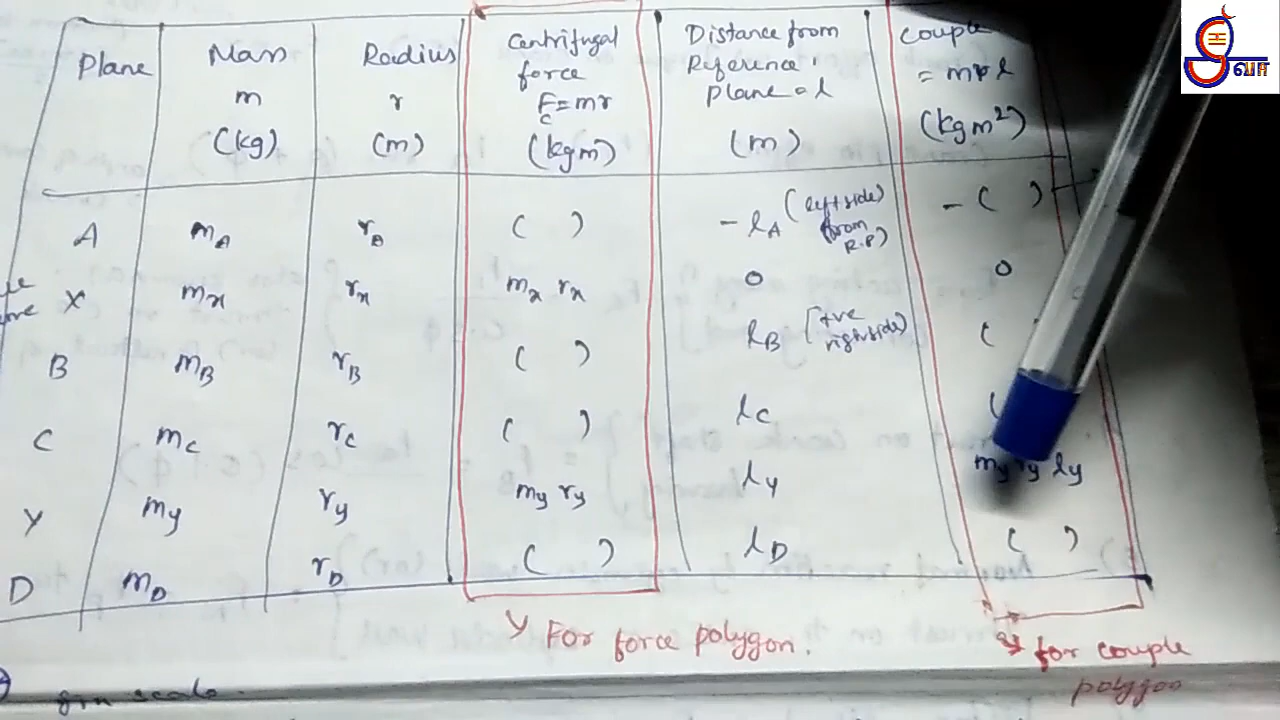 Plane Mass Radius Centrifugal Distance from Couple
m r force Reference = mrl
(kg) (m) Fc = mr plane = l (kgm²)
(kgm) (m)
A mA rA ( ) - lA (left side from R.P) - ( )
X mx rx mx rx 0 0
B mB rB ( ) lB (+ve rightside) (
C mC rC ( ) lC (
Y my ry my ry ly my ry ly
D mD rD ( ) lD ( )
For force polygon.
for couple
polygon
scale.
வா